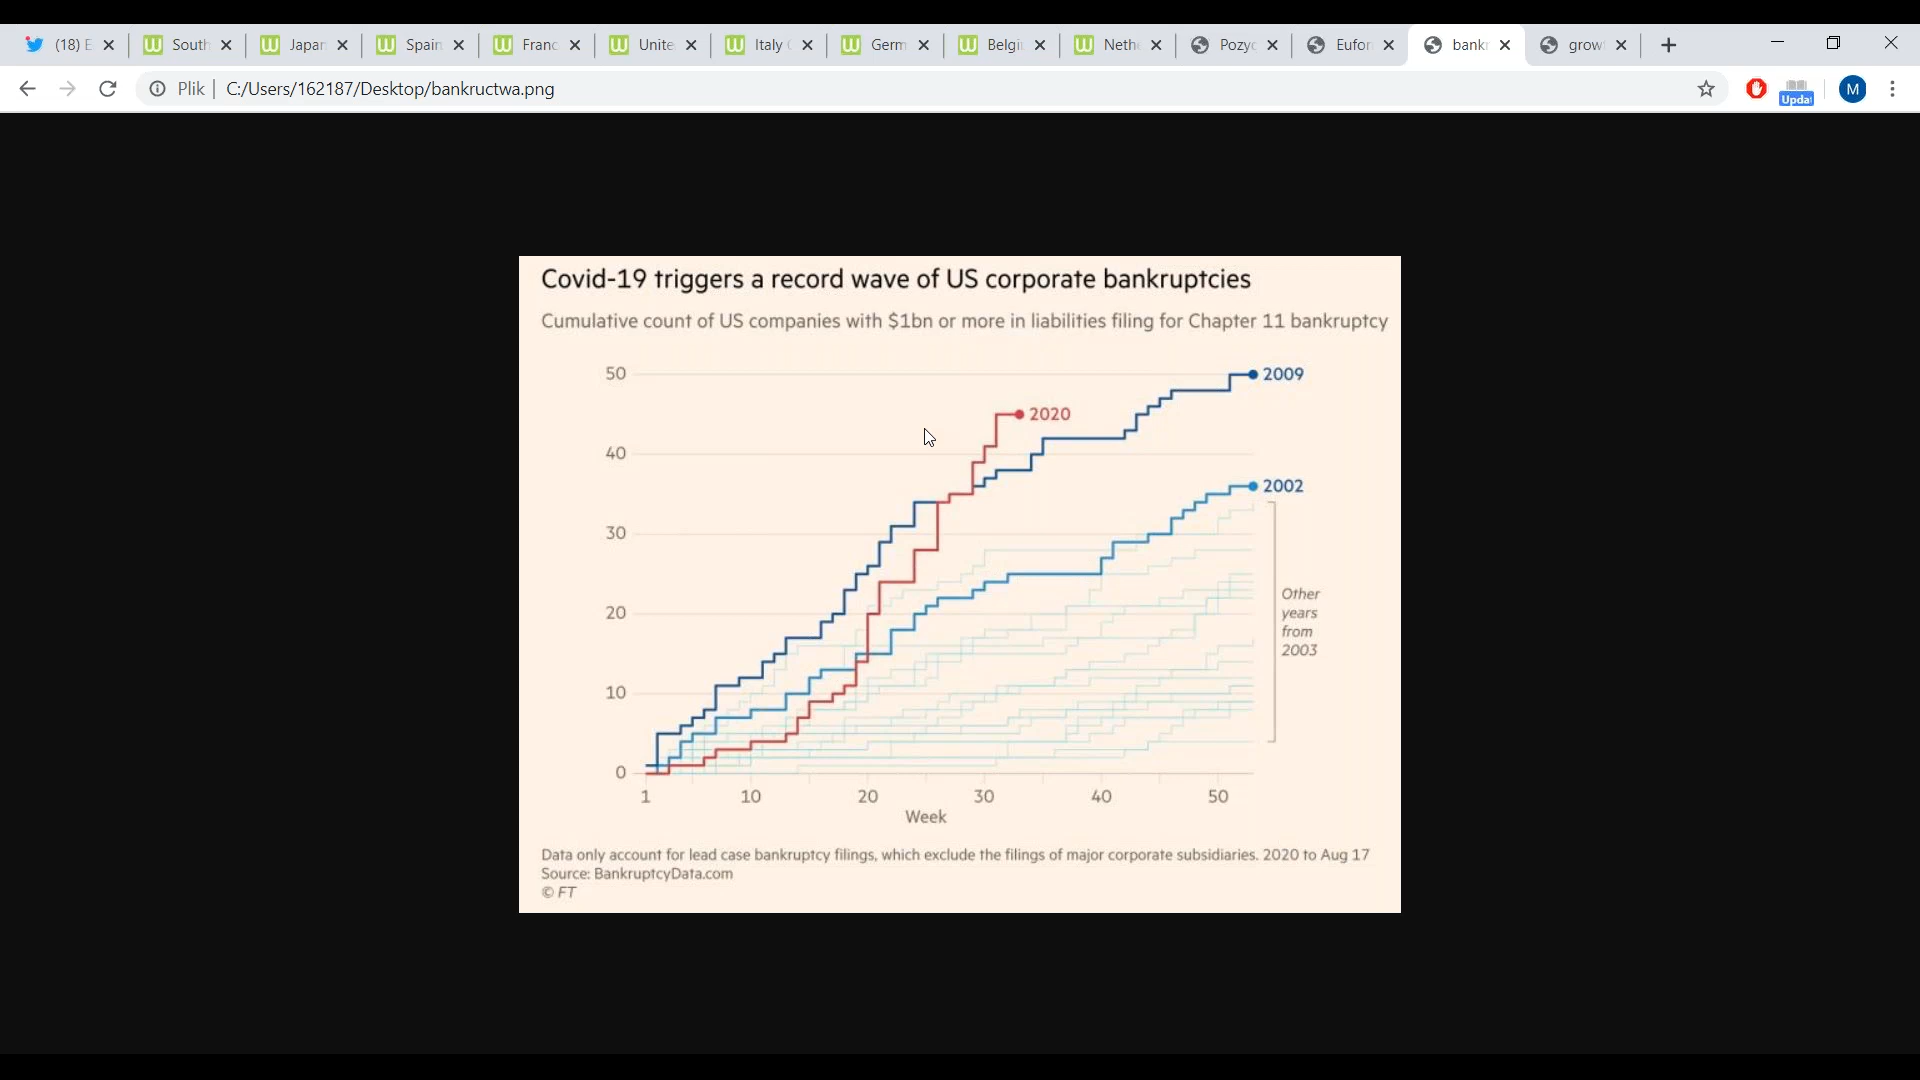 (18) E
South
Japan
Spain
Franc
Unite
Italy
Germ
Belgi
Neth
Pozyc
Eufor
bankr
grow
Plik
C:/Users/162187/Desktop/bankructwa.png
Updat
M
Covid-19 triggers a record wave of US corporate bankruptcies
Cumulative count of US companies with $1bn or more in liabilities filing for Chapter 11 bankruptcy
50
2009
2020
40
2002
30
Other
years
from
2003
20
10
0
1
10
20
30
40
50
Week
Data only account for lead case bankruptcy filings, which exclude the filings of major corporate subsidiaries. 2020 to Aug 17
Source: BankruptcyData.com
© FT